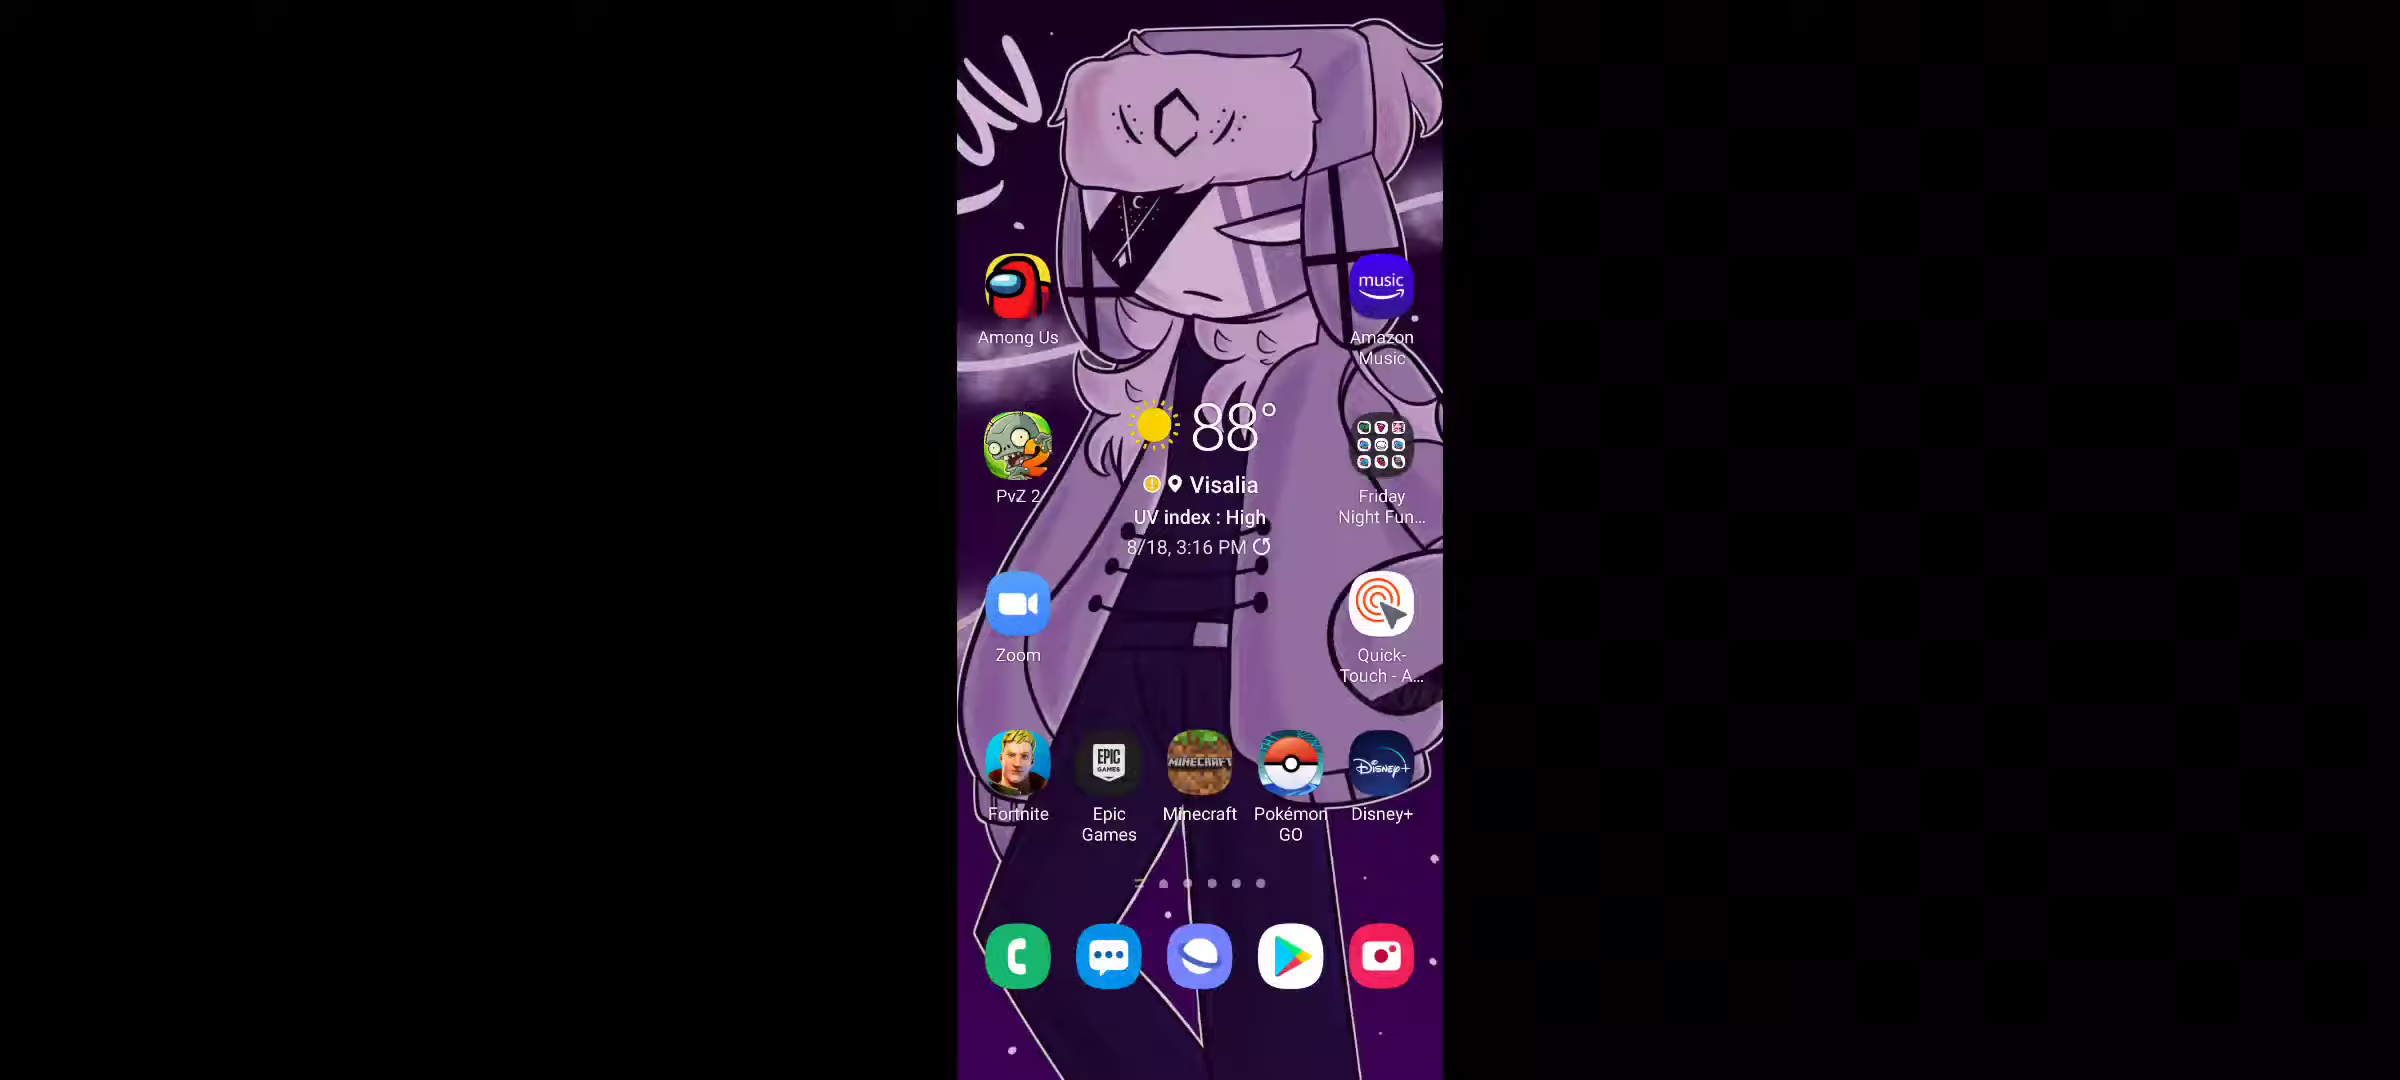 uv
music
Among Us
Amazon
Music
88°
PvZ 2
Visalia
Friday
Night Fun...
UV index : High
8/18, 3:16 PM
Zoom
Quick-
Touch - A...
EPIC
GAMES
MINECRAFT
Disney+
Fortnite
Epic
Games
Minecraft
Pokémon
GO
Disney+